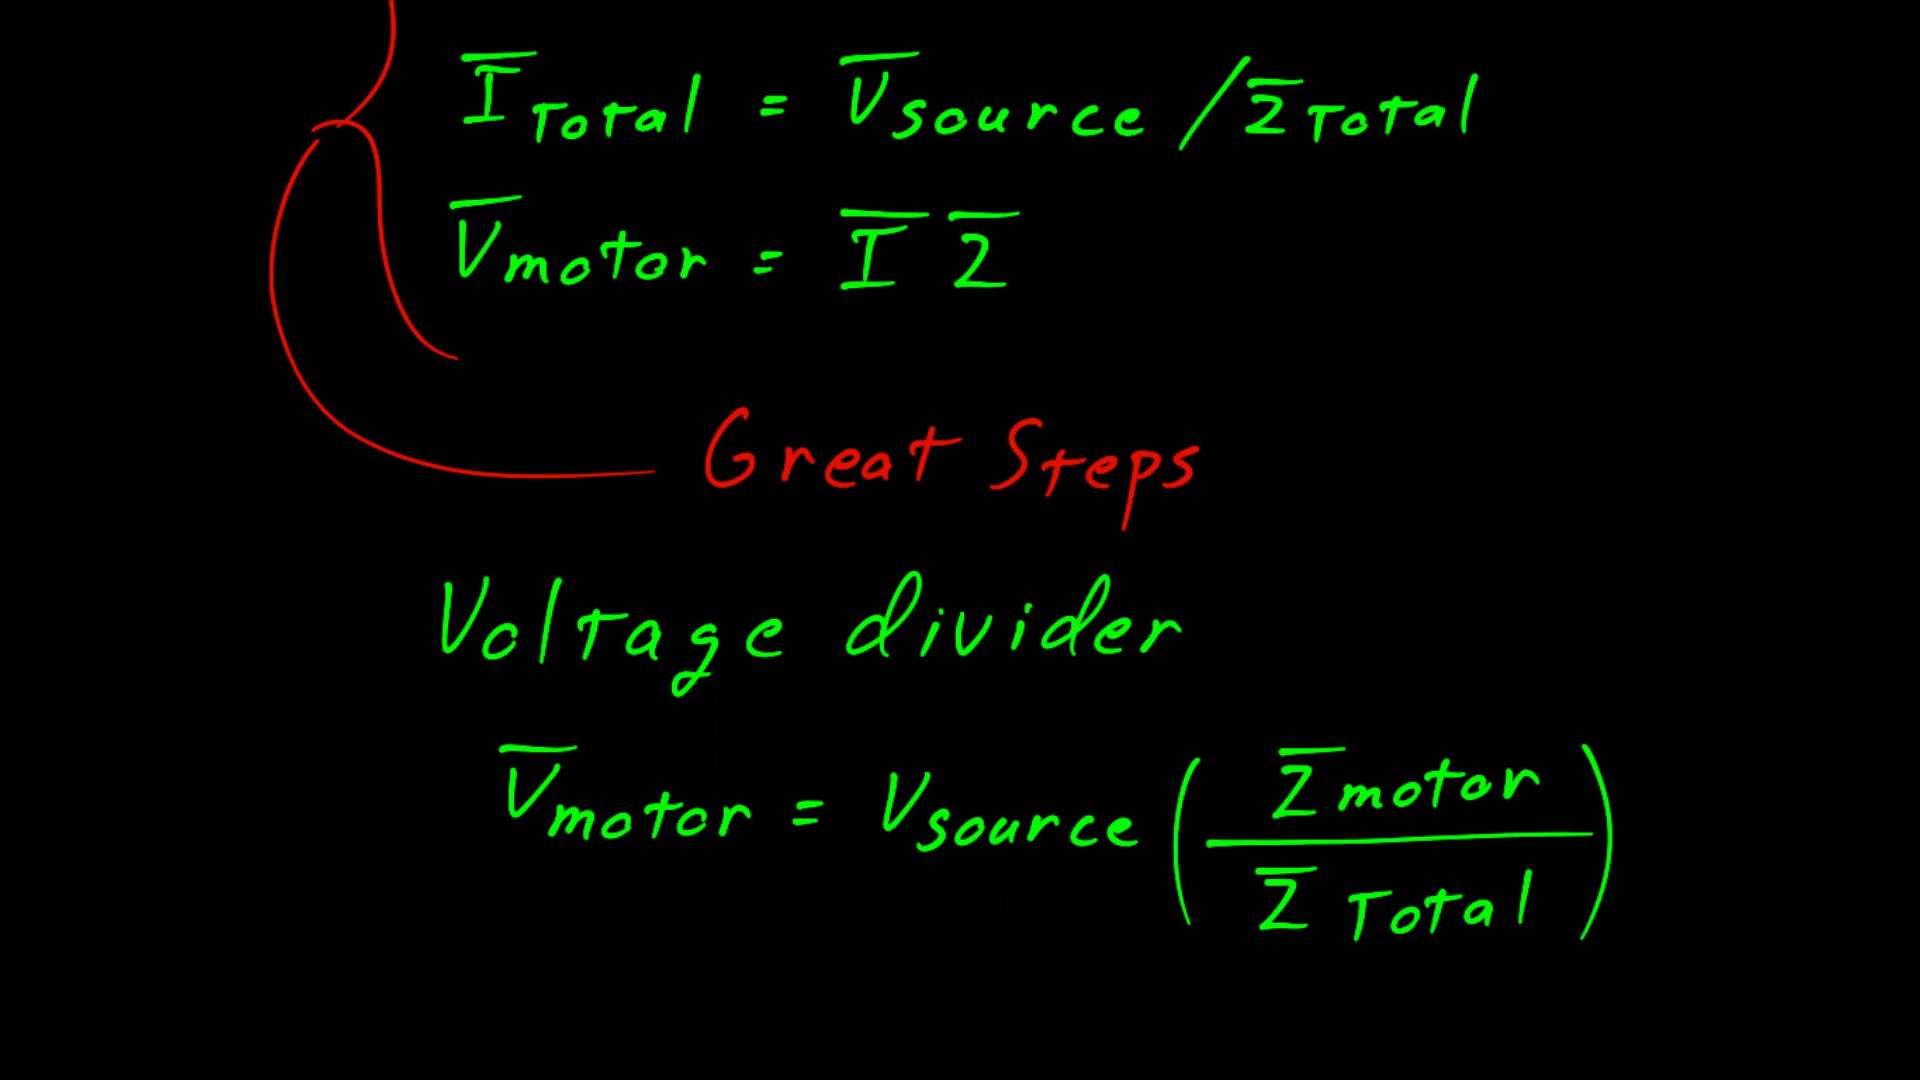 I̅ Total = V̅ source / Z̅ Total
V̅ motor = I̅ Z̅
Great Steps
Voltage divider
V̅ motor = V source ( Z̅ motor / Z̅ Total )